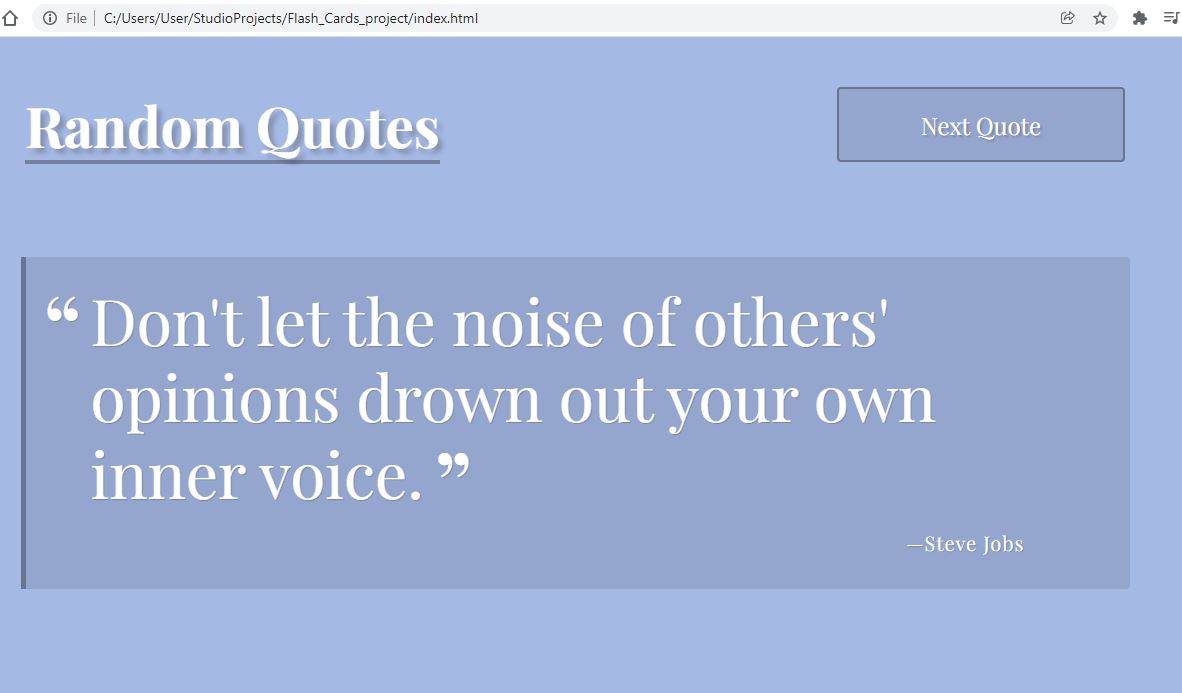 File C:/Users/User/StudioProjects/Flash_Cards_project/index.html
Random Quotes
Next Quote
“ Don't let the noise of others'
opinions drown out your own
inner voice. ”
—Steve Jobs